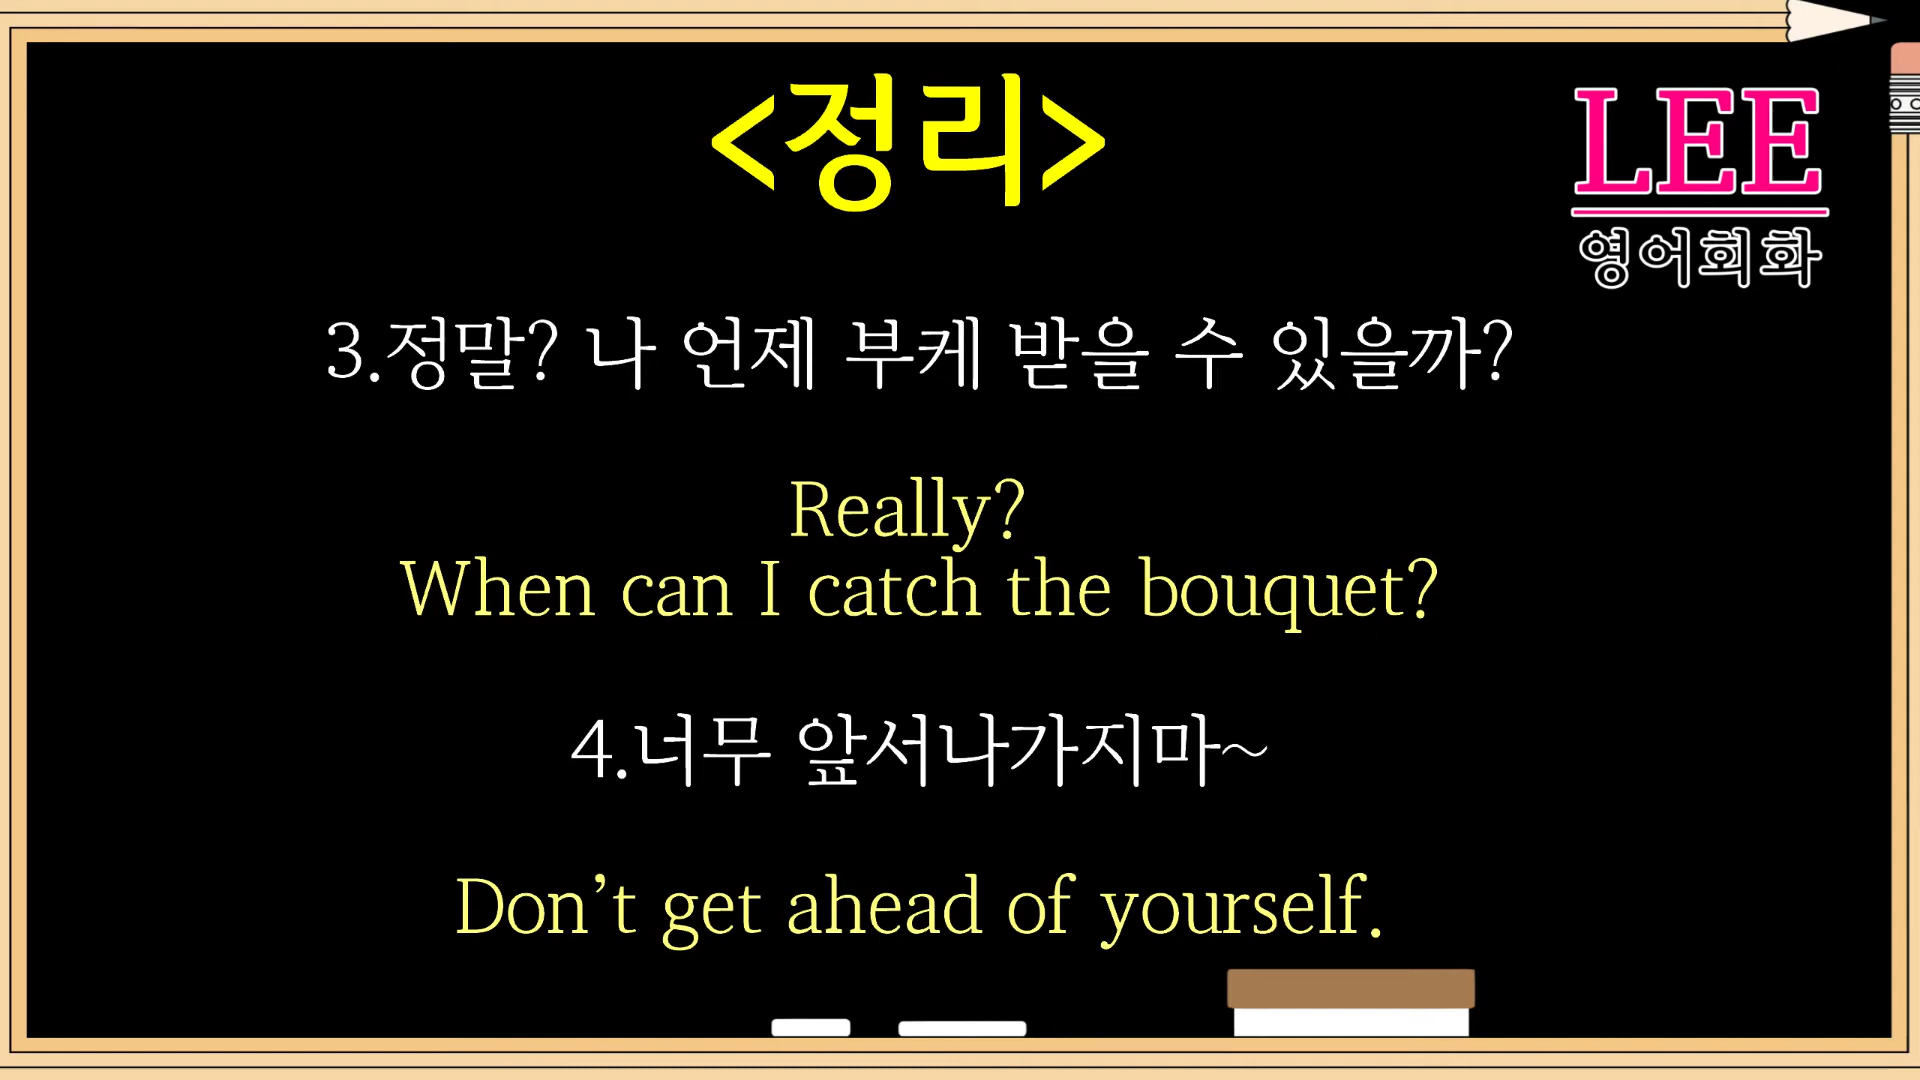 <정리>
LEE
영어회화
3.정말? 나 언제 부케 받을 수 있을까?
Really?
When can I catch the bouquet?
4.너무 앞서나가지마~
Don’t get ahead of yourself.